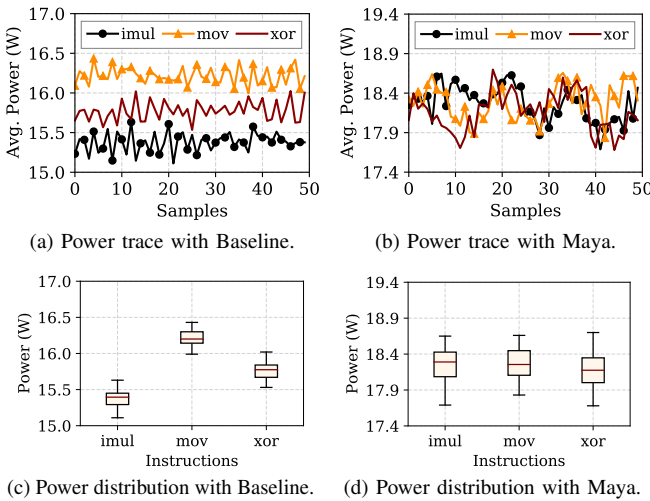 17.0
16.5
16.0
15.5
15.0
Avg. Power (W)
imul mov xor
0 10 20 30 40 50
Samples
(a) Power trace with Baseline.
19.4
18.9
18.4
17.9
17.4
Avg. Power (W)
imul mov xor
0 10 20 30 40 50
Samples
(b) Power trace with Maya.
17.0
16.5
16.0
15.5
15.0
Power (W)
imul mov xor
Instructions
(c) Power distribution with Baseline.
19.4
18.9
18.4
17.9
17.4
Power (W)
imul mov xor
Instructions
(d) Power distribution with Maya.